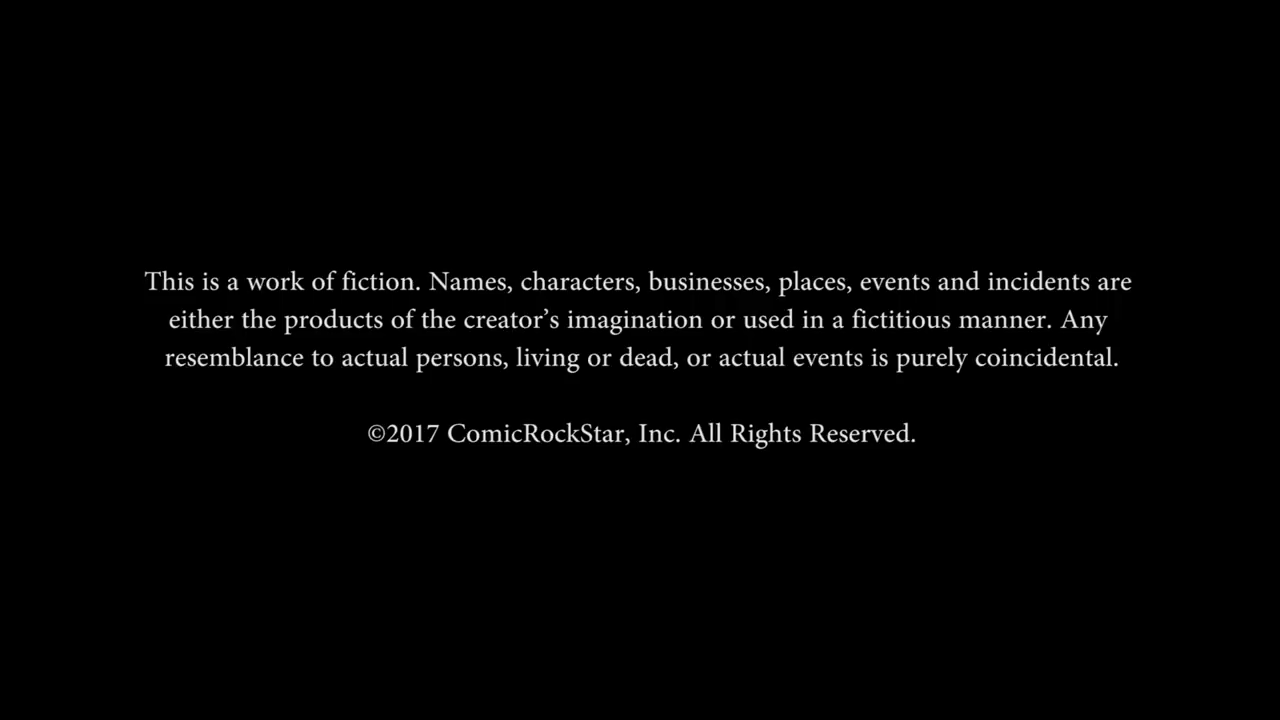 This is a work of fiction. Names, characters, businesses, places, events and incidents are
either the products of the creator’s imagination or used in a fictitious manner. Any
resemblance to actual persons, living or dead, or actual events is purely coincidental.
©2017 ComicRockStar, Inc. All Rights Reserved.